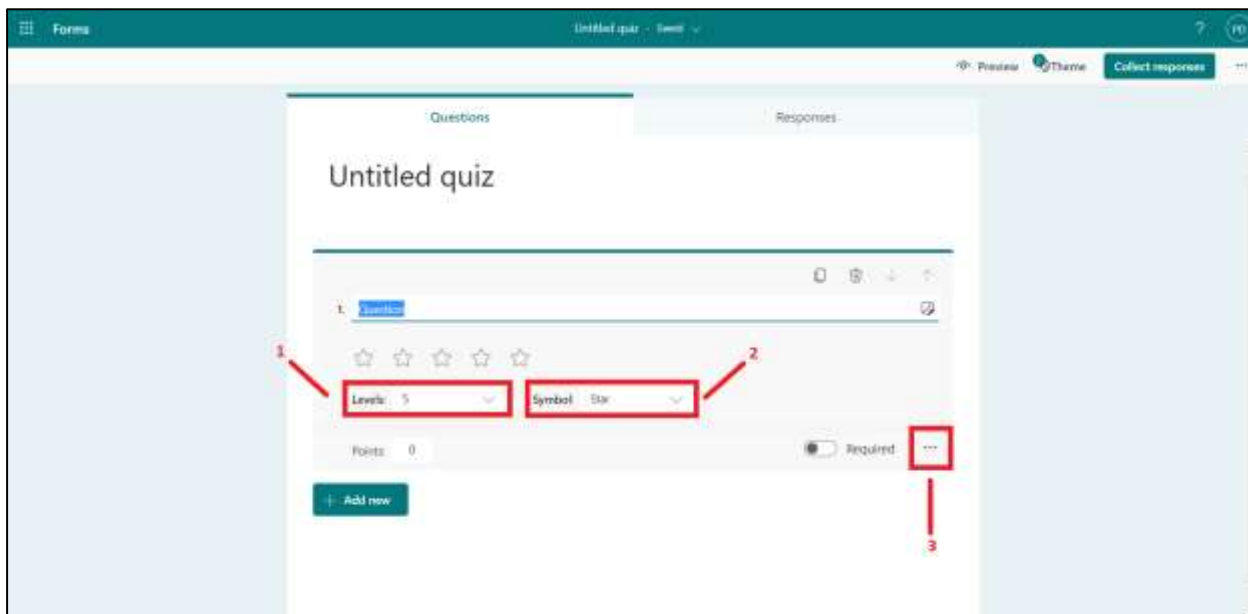 Forms
Untitled quiz - Saved
?
PD
Preview
Theme
Collect responses
...
Questions
Responses
Untitled quiz
1. Question
1
2
Levels: 5
Symbol: Star
Points: 0
Required
...
+ Add new
3